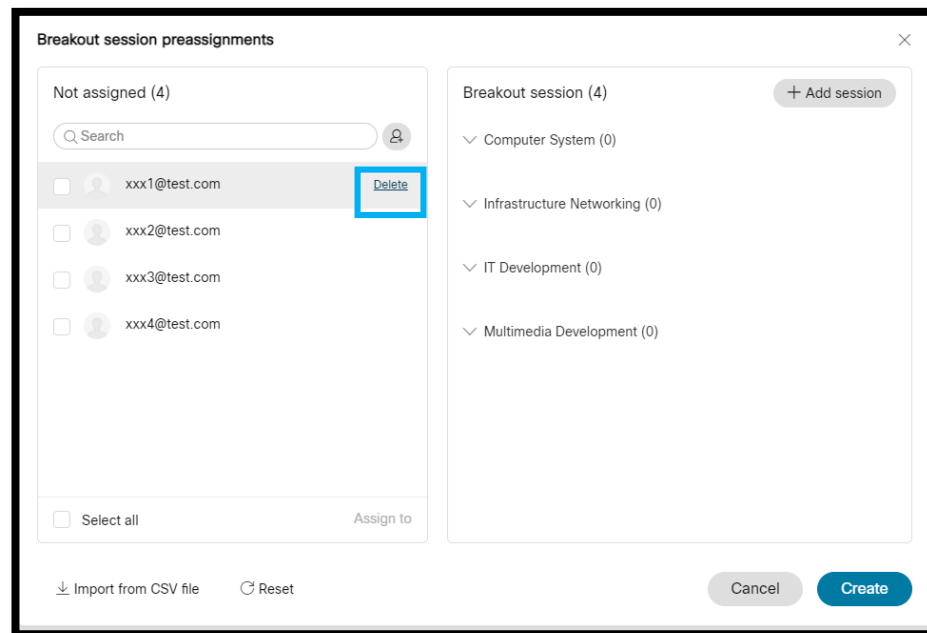 Breakout session preassignments
Not assigned (4)
Search
xxx1@test.com
Delete
xxx2@test.com
xxx3@test.com
xxx4@test.com
Select all
Assign to
Breakout session (4)
+ Add session
Computer System (0)
Infrastructure Networking (0)
IT Development (0)
Multimedia Development (0)
Import from CSV file
Reset
Cancel
Create